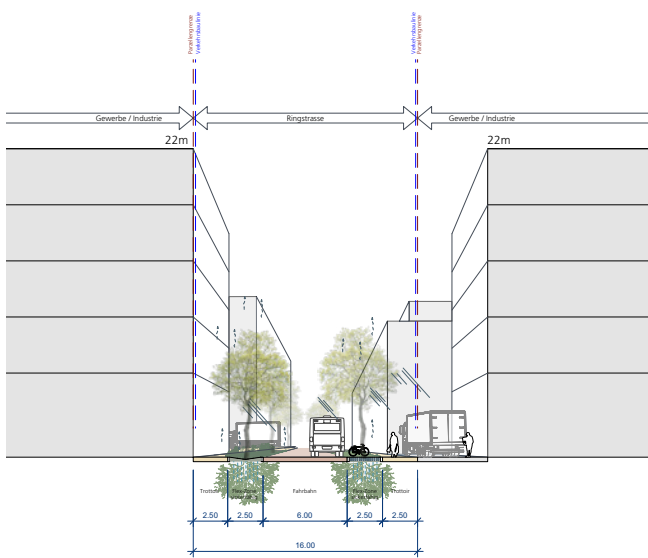 Parzellengrenze
Verkehrsbaulinie
Verkehrsbaulinie
Parzellengrenze
Gewerbe / Industrie
Ringstrasse
Gewerbe / Industrie
22m
22m
Trottoir
Fahrbahn
Trottoir
2.50
2.50
6.00
2.50
2.50
16.00